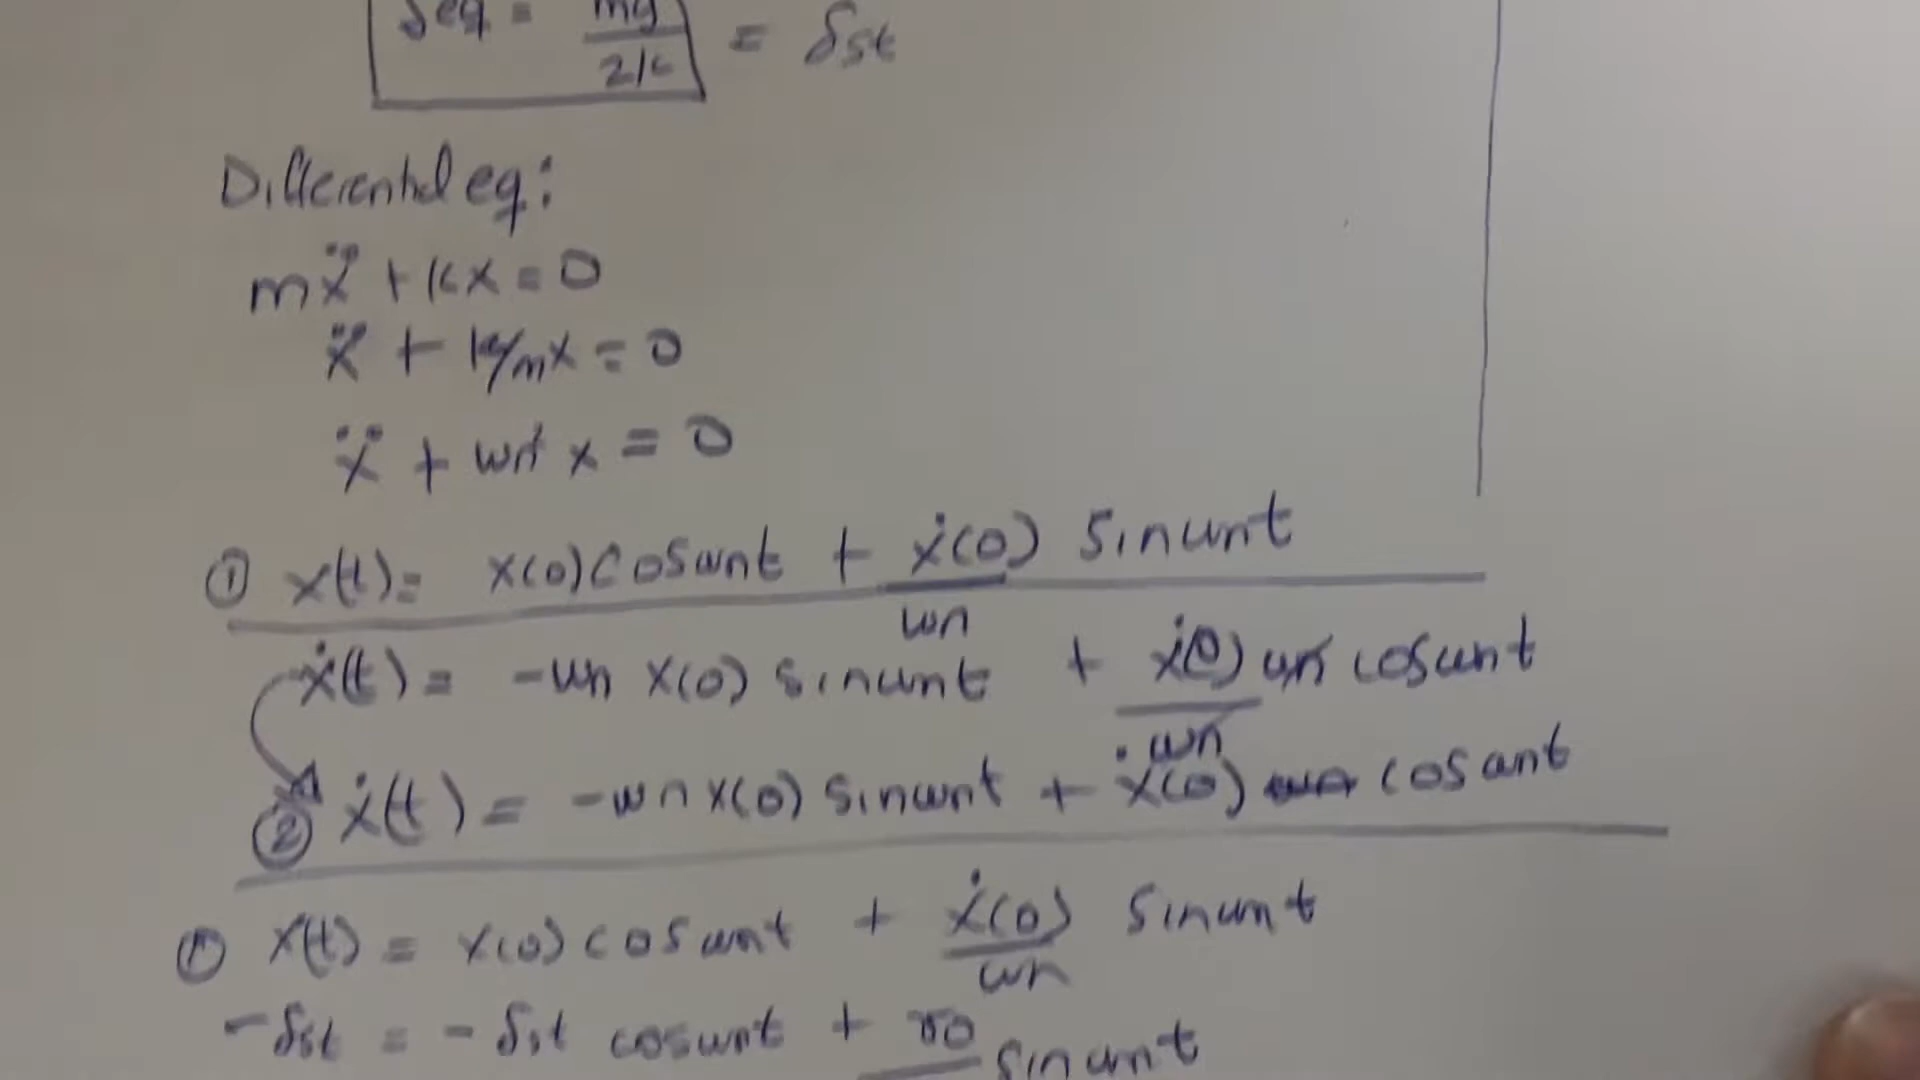 δeq = mg/2k = δst
Differential eq:
mẍ + kx = 0
ẍ + k/m x = 0
ẍ + wn² x = 0
① x(t) = x(0) cos wnt + ẋ(0)/wn sin wnt
ẋ(t) = -wn x(0) sin wnt + ẋ(0)/wn wn cos wnt
② ẋ(t) = -wn x(0) sin wnt + ẋ(0) cos wnt
① x(t) = x(0) cos wnt + ẋ(0)/wn sin wnt
-δst = -δst cos wnt + sin wnt